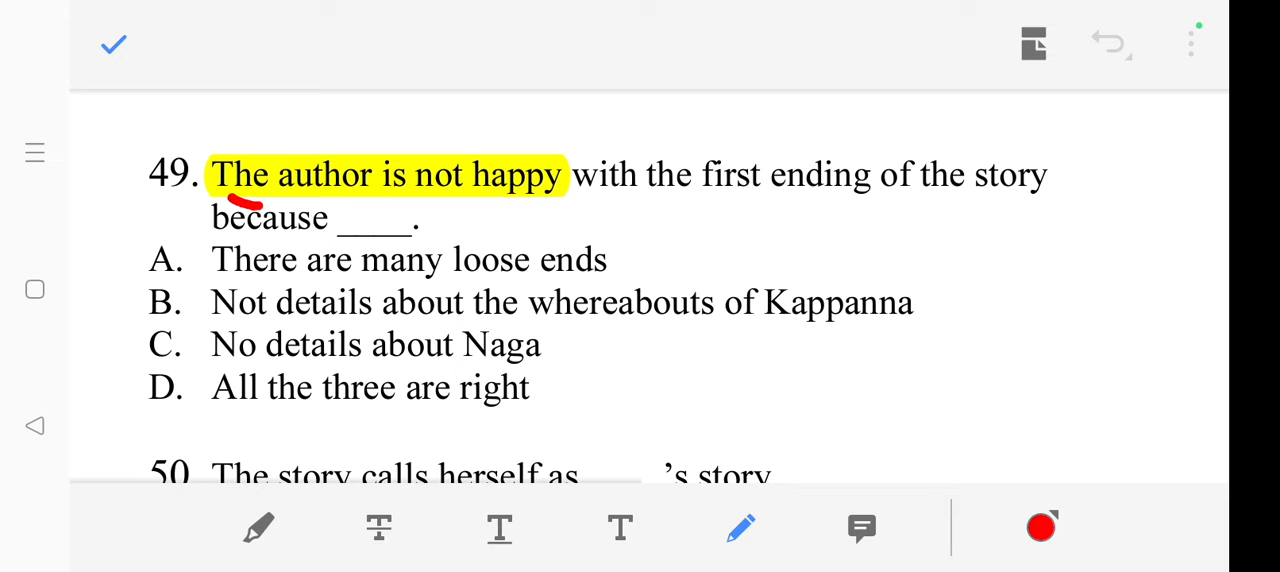 49. The author is not happy with the first ending of the story
because ____.
A. There are many loose ends
B. Not details about the whereabouts of Kappanna
C. No details about Naga
D. All the three are right
50 The story calls herself as ____'s story
T
T
T